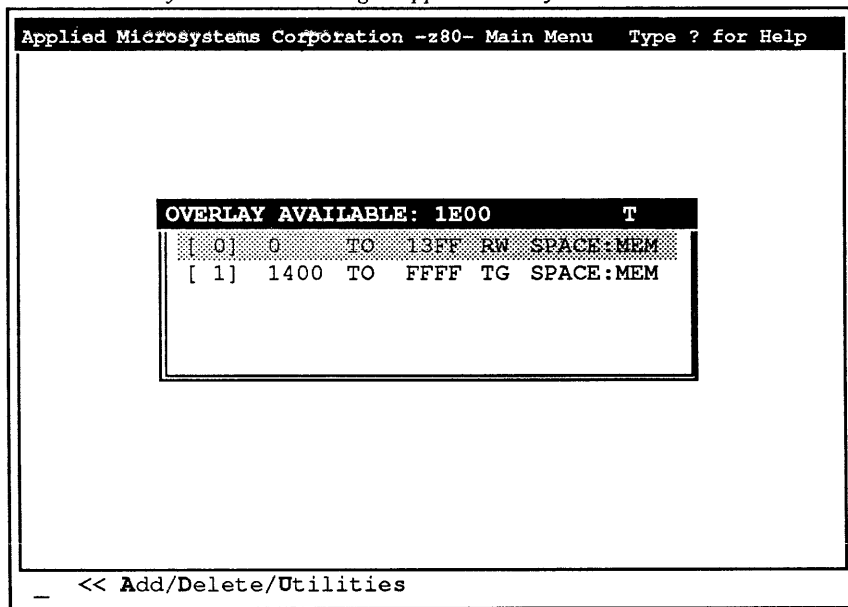 Applied Microsystems Corporation -z80- Main Menu Type ? for Help
OVERLAY AVAILABLE: 1E00 T
[ 0] 0 TO 13FF RW SPACE:MEM
[ 1] 1400 TO FFFF TG SPACE:MEM
_ << Add/Delete/Utilities